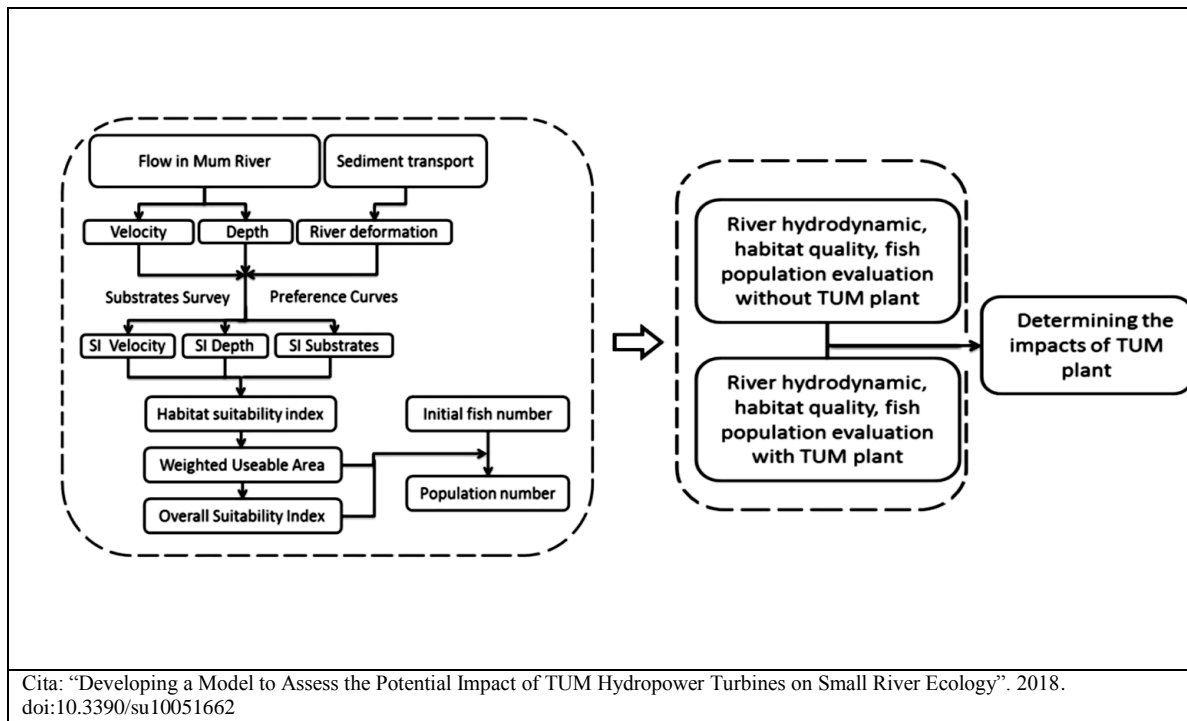 Flow in Mum River
Sediment transport
Velocity
Depth
River deformation
Substrates Survey
Preference Curves
SI Velocity
SI Depth
SI Substrates
Habitat suitability index
Initial fish number
Weighted Useable Area
Population number
Overall Suitability Index
River hydrodynamic,
habitat quality, fish
population evaluation
without TUM plant
River hydrodynamic,
habitat quality, fish
population evaluation
with TUM plant
Determining the
impacts of TUM
plant
Cita: “Developing a Model to Assess the Potential Impact of TUM Hydropower Turbines on Small River Ecology”. 2018.
doi:10.3390/su10051662